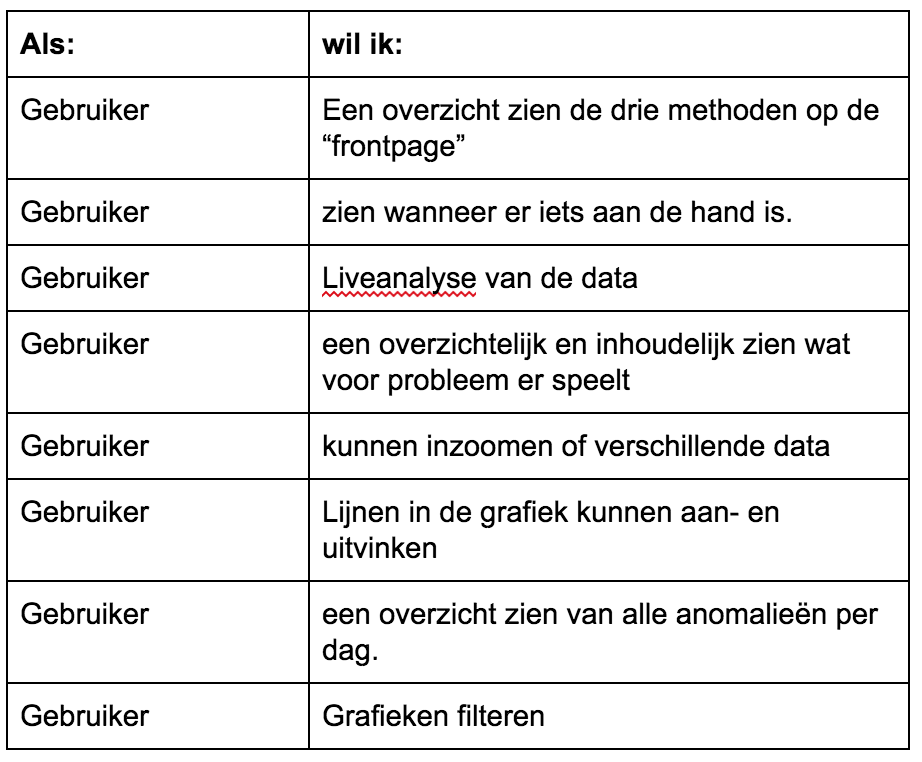 Als: wil ik:
Gebruiker Een overzicht zien de drie methoden op de
“frontpage”
Gebruiker zien wanneer er iets aan de hand is.
Gebruiker Liveanalyse van de data
Gebruiker een overzichtelijk en inhoudelijk zien wat
voor probleem er speelt
Gebruiker kunnen inzoomen of verschillende data
Gebruiker Lijnen in de grafiek kunnen aan- en
uitvinken
Gebruiker een overzicht zien van alle anomalieën per
dag.
Gebruiker Grafieken filteren